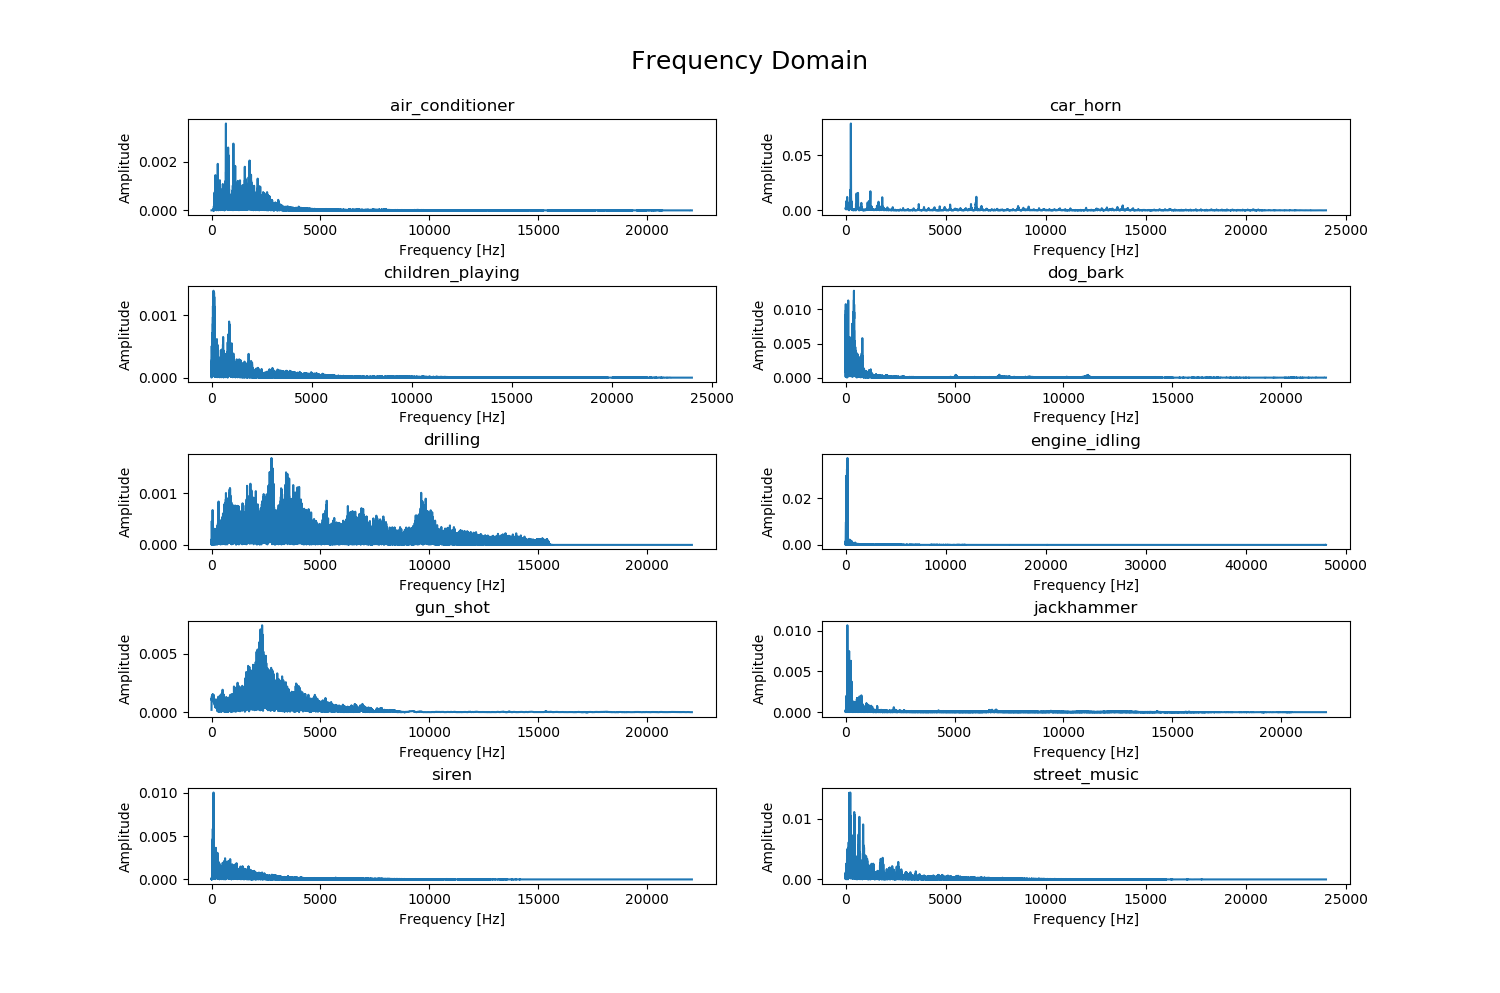 Frequency Domain
air_conditioner
Amplitude
0.002
0.000
0 5000 10000 15000 20000
Frequency [Hz]
car_horn
Amplitude
0.05
0.00
0 5000 10000 15000 20000 25000
Frequency [Hz]
children_playing
Amplitude
0.001
0.000
0 5000 10000 15000 20000 25000
Frequency [Hz]
dog_bark
Amplitude
0.010
0.005
0.000
0 5000 10000 15000 20000
Frequency [Hz]
drilling
Amplitude
0.001
0.000
0 5000 10000 15000 20000
Frequency [Hz]
engine_idling
Amplitude
0.02
0.00
0 10000 20000 30000 40000 50000
Frequency [Hz]
gun_shot
Amplitude
0.005
0.000
0 5000 10000 15000 20000
Frequency [Hz]
jackhammer
Amplitude
0.010
0.005
0.000
0 5000 10000 15000 20000
Frequency [Hz]
siren
Amplitude
0.010
0.005
0.000
0 5000 10000 15000 20000
Frequency [Hz]
street_music
Amplitude
0.01
0.00
0 5000 10000 15000 20000 25000
Frequency [Hz]